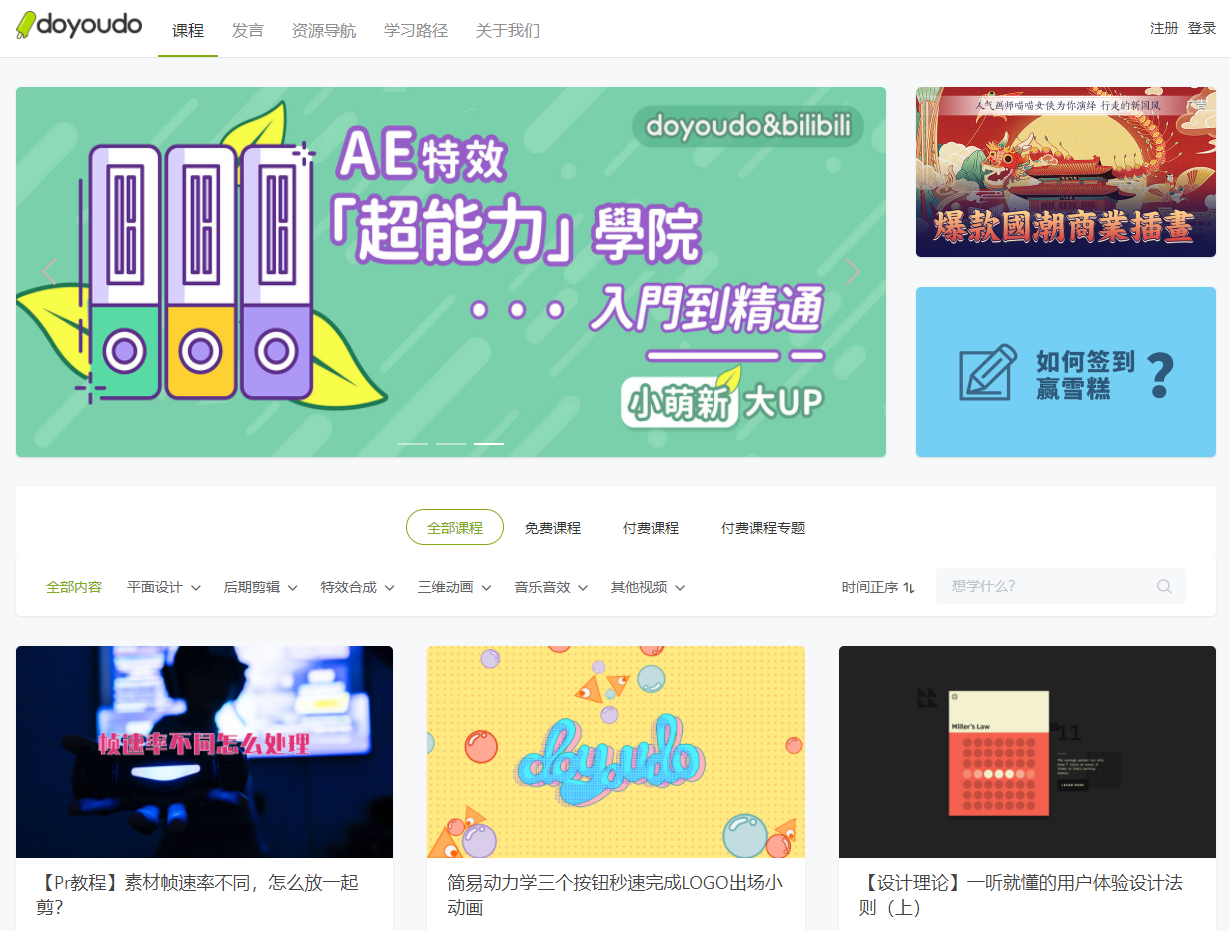 doyoudo
课程
发言
资源导航
学习路径
关于我们
注册 登录
doyoudo&bilibili
AE特效
「超能力」學院
入門到精通
小萌新大UP
人气画师喵喵女侠为你演绎 行走的新国风
广告
爆款國潮商業插畫
如何签到
赢雪糕
?
全部课程
免费课程
付费课程
付费课程专题
全部内容
平面设计
后期剪辑
特效合成
三维动画
音乐音效
其他视频
时间正序
想学什么?
帧速率不同怎么处理
doyoudo
Miller's Law
11
【Pr教程】素材帧速率不同，怎么放一起
剪？
简易动力学三个按钮秒速完成LOGO出场小
动画
【设计理论】一听就懂的用户体验设计法
则（上）